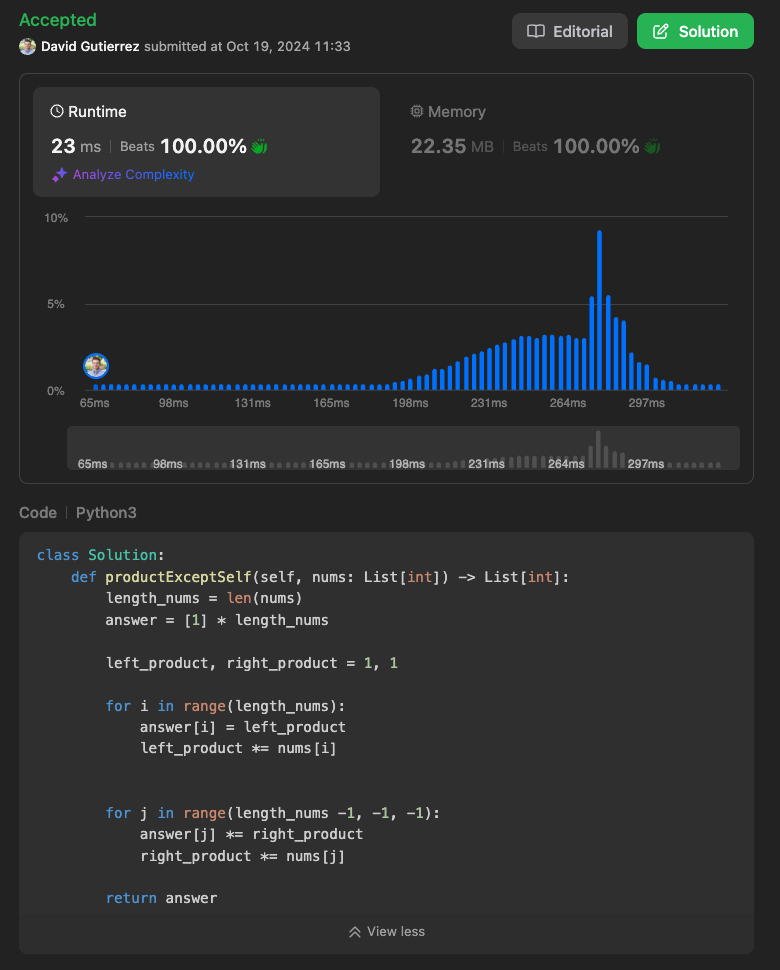 Accepted
David Gutierrez submitted at Oct 19, 2024 11:33
Editorial
Solution
Runtime
23 ms | Beats 100.00%
Analyze Complexity
Memory
22.35 MB | Beats 100.00%
10%
5%
0%
65ms 98ms 131ms 165ms 198ms 231ms 264ms 297ms
65ms 98ms 131ms 165ms 198ms 231ms 264ms 297ms
Code | Python3
class Solution:
    def productExceptSelf(self, nums: List[int]) -> List[int]:
        length_nums = len(nums)
        answer = [1] * length_nums

        left_product, right_product = 1, 1

        for i in range(length_nums):
            answer[i] = left_product
            left_product *= nums[i]


        for j in range(length_nums -1, -1, -1):
            answer[j] *= right_product
            right_product *= nums[j]

        return answer
View less